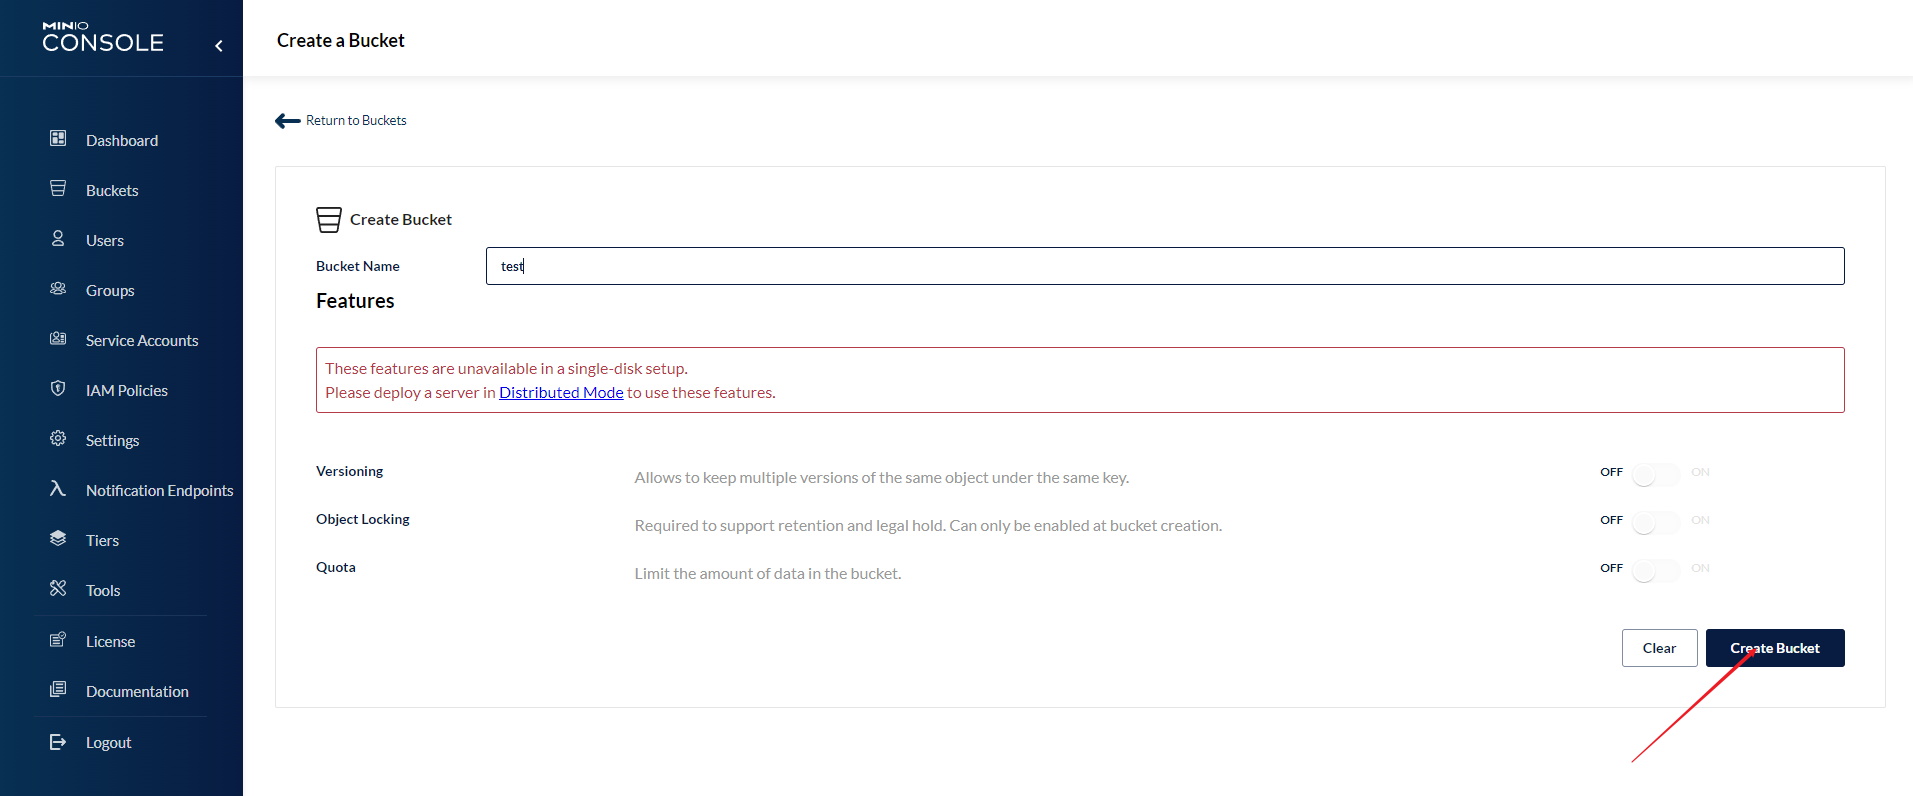 MINIO
CONSOLE
Create a Bucket
Return to Buckets
Dashboard
Buckets
Users
Groups
Service Accounts
IAM Policies
Settings
Notification Endpoints
Tiers
Tools
License
Documentation
Logout
Create Bucket
Bucket Name
test
Features
These features are unavailable in a single-disk setup.
Please deploy a server in Distributed Mode to use these features.
Versioning
Allows to keep multiple versions of the same object under the same key.
OFF ON
Object Locking
Required to support retention and legal hold. Can only be enabled at bucket creation.
OFF ON
Quota
Limit the amount of data in the bucket.
OFF ON
Clear
Create Bucket